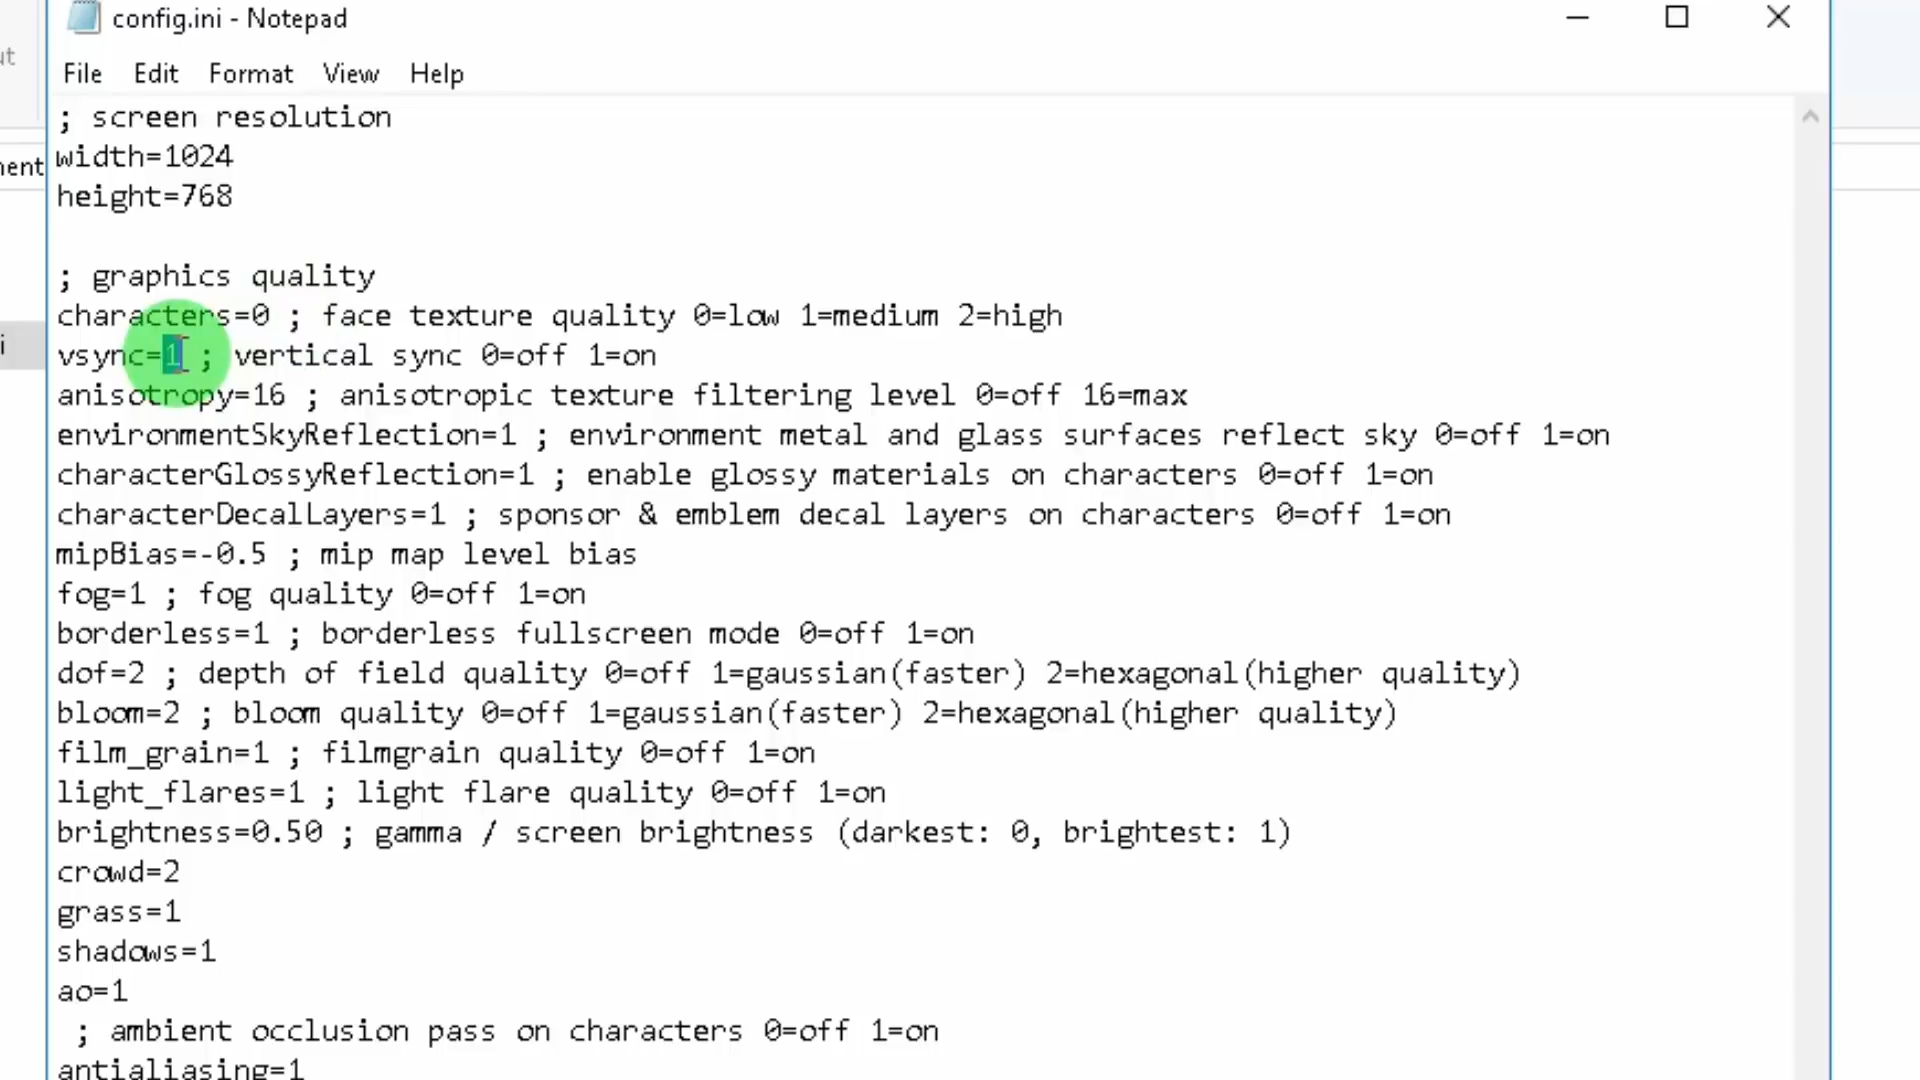 config.ini - Notepad
File Edit Format View Help
; screen resolution
width=1024
height=768
; graphics quality
characters=0 ; face texture quality 0=low 1=medium 2=high
vsync=1 ; vertical sync 0=off 1=on
anisotropy=16 ; anisotropic texture filtering level 0=off 16=max
environmentSkyReflection=1 ; environment metal and glass surfaces reflect sky 0=off 1=on
characterGlossyReflection=1 ; enable glossy materials on characters 0=off 1=on
characterDecalLayers=1 ; sponsor & emblem decal layers on characters 0=off 1=on
mipBias=-0.5 ; mip map level bias
fog=1 ; fog quality 0=off 1=on
borderless=1 ; borderless fullscreen mode 0=off 1=on
dof=2 ; depth of field quality 0=off 1=gaussian(faster) 2=hexagonal(higher quality)
bloom=2 ; bloom quality 0=off 1=gaussian(faster) 2=hexagonal(higher quality)
film_grain=1 ; filmgrain quality 0=off 1=on
light_flares=1 ; light flare quality 0=off 1=on
brightness=0.50 ; gamma / screen brightness (darkest: 0, brightest: 1)
crowd=2
grass=1
shadows=1
ao=1
; ambient occlusion pass on characters 0=off 1=on
antialiasing=1